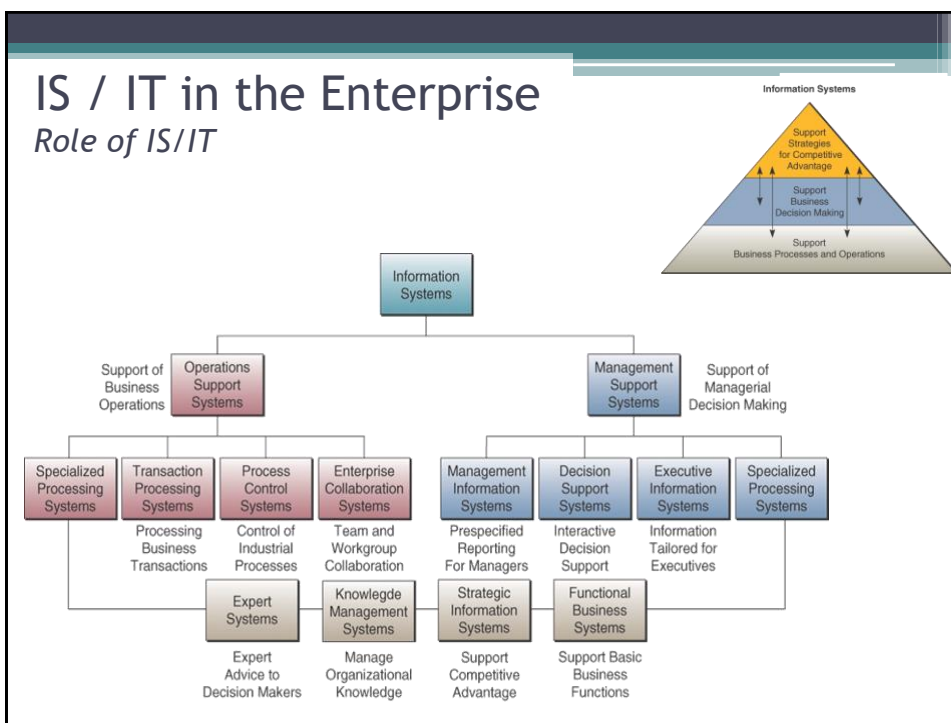 IS / IT in the Enterprise
Role of IS/IT
Information Systems
Support
Strategies
for Competitive
Advantage
Support
Business
Decision Making
Support
Business Processes and Operations
Information
Systems
Support of
Business
Operations
Operations
Support
Systems
Management
Support
Systems
Support of
Managerial
Decision Making
Specialized
Processing
Systems
Transaction
Processing
Systems
Process
Control
Systems
Enterprise
Collaboration
Systems
Management
Information
Systems
Decision
Support
Systems
Executive
Information
Systems
Specialized
Processing
Systems
Processing
Business
Transactions
Control of
Industrial
Processes
Team and
Workgroup
Collaboration
Prespecified
Reporting
For Managers
Interactive
Decision
Support
Information
Tailored for
Executives
Expert
Systems
Knowlegde
Management
Systems
Strategic
Information
Systems
Functional
Business
Systems
Expert
Advice to
Decision Makers
Manage
Organizational
Knowledge
Support
Competitive
Advantage
Support Basic
Business
Functions